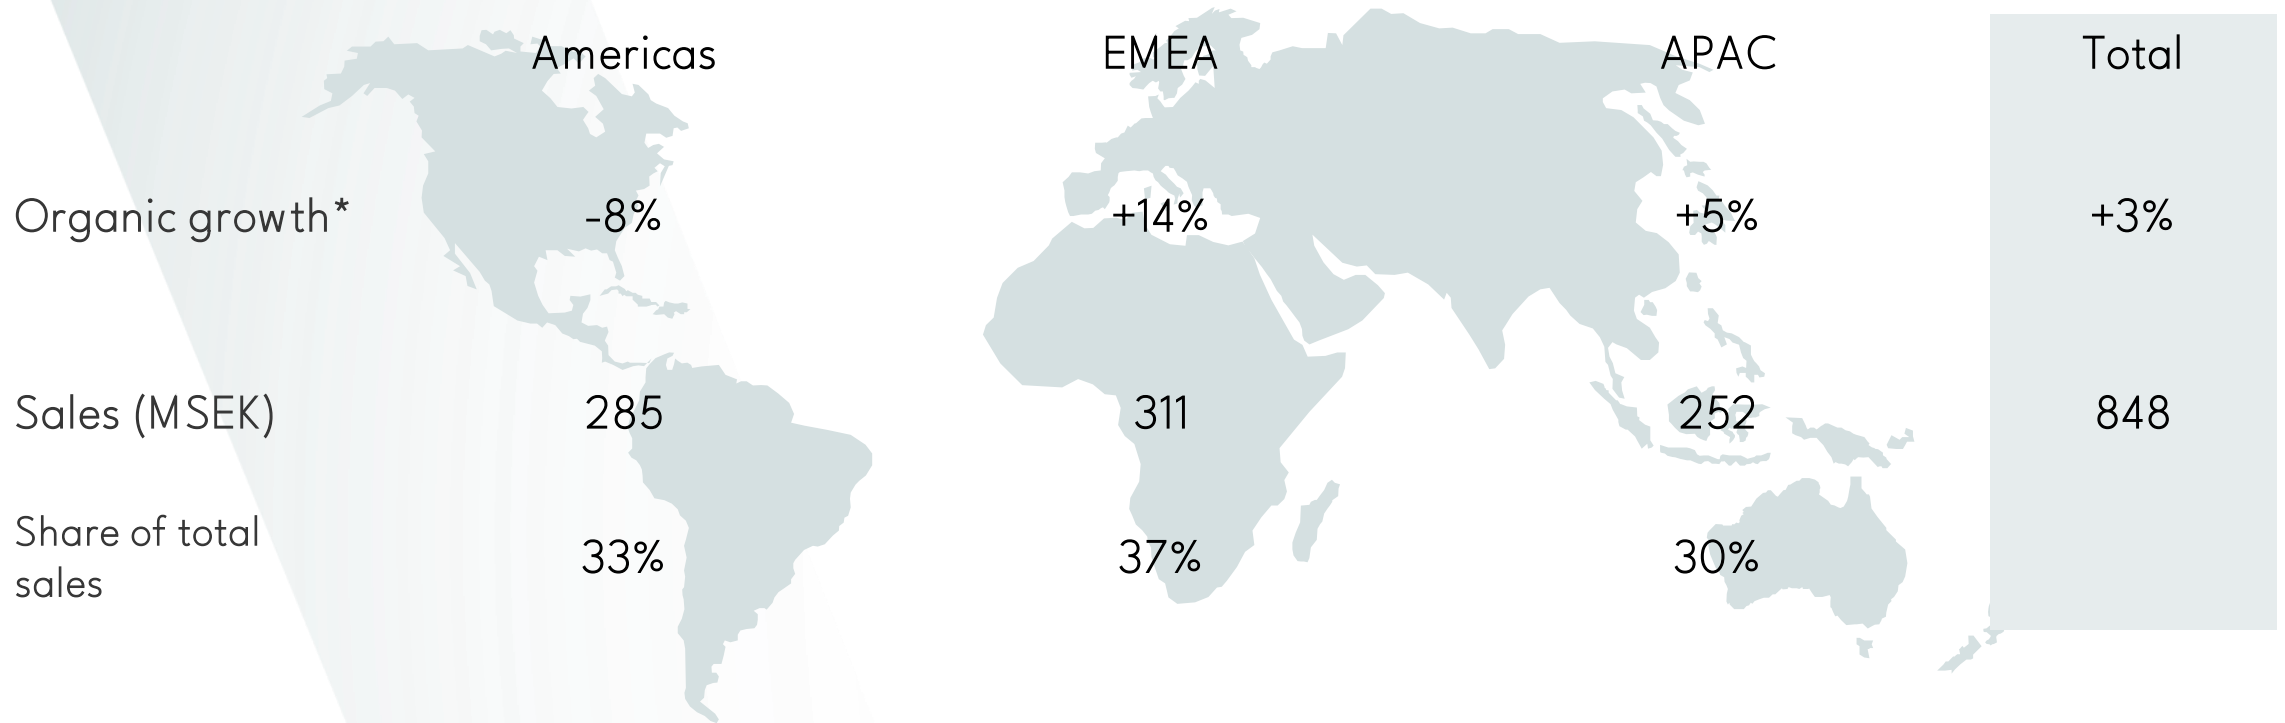 Americas EMEA APAC Total
Organic growth* -8% +14% +5% +3%
Sales (MSEK) 285 311 252 848
Share of total
sales 33% 37% 30%